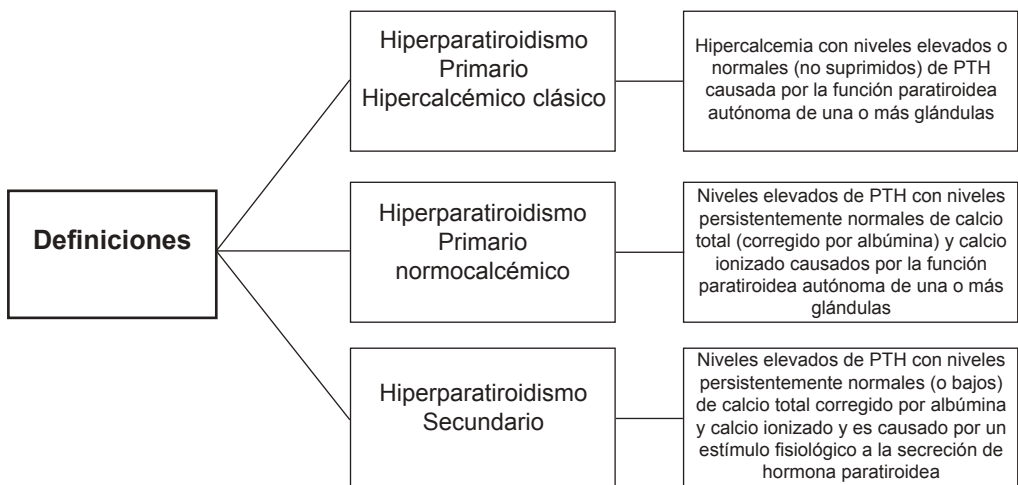 Definiciones
Hiperparatiroidismo
Primario
Hipercalcémico clásico
Hipercalcemia con niveles elevados o
normales (no suprimidos) de PTH
causada por la función paratiroidea
autónoma de una o más glándulas
Hiperparatiroidismo
Primario
normocalcémico
Niveles elevados de PTH con niveles
persistentemente normales de calcio
total (corregido por albúmina) y calcio
ionizado causados por la función
paratiroidea autónoma de una o más
glándulas
Hiperparatiroidismo
Secundario
Niveles elevados de PTH con niveles
persistentemente normales (o bajos)
de calcio total corregido por albúmina
y calcio ionizado y es causado por un
estímulo fisiológico a la secreción de
hormona paratiroidea